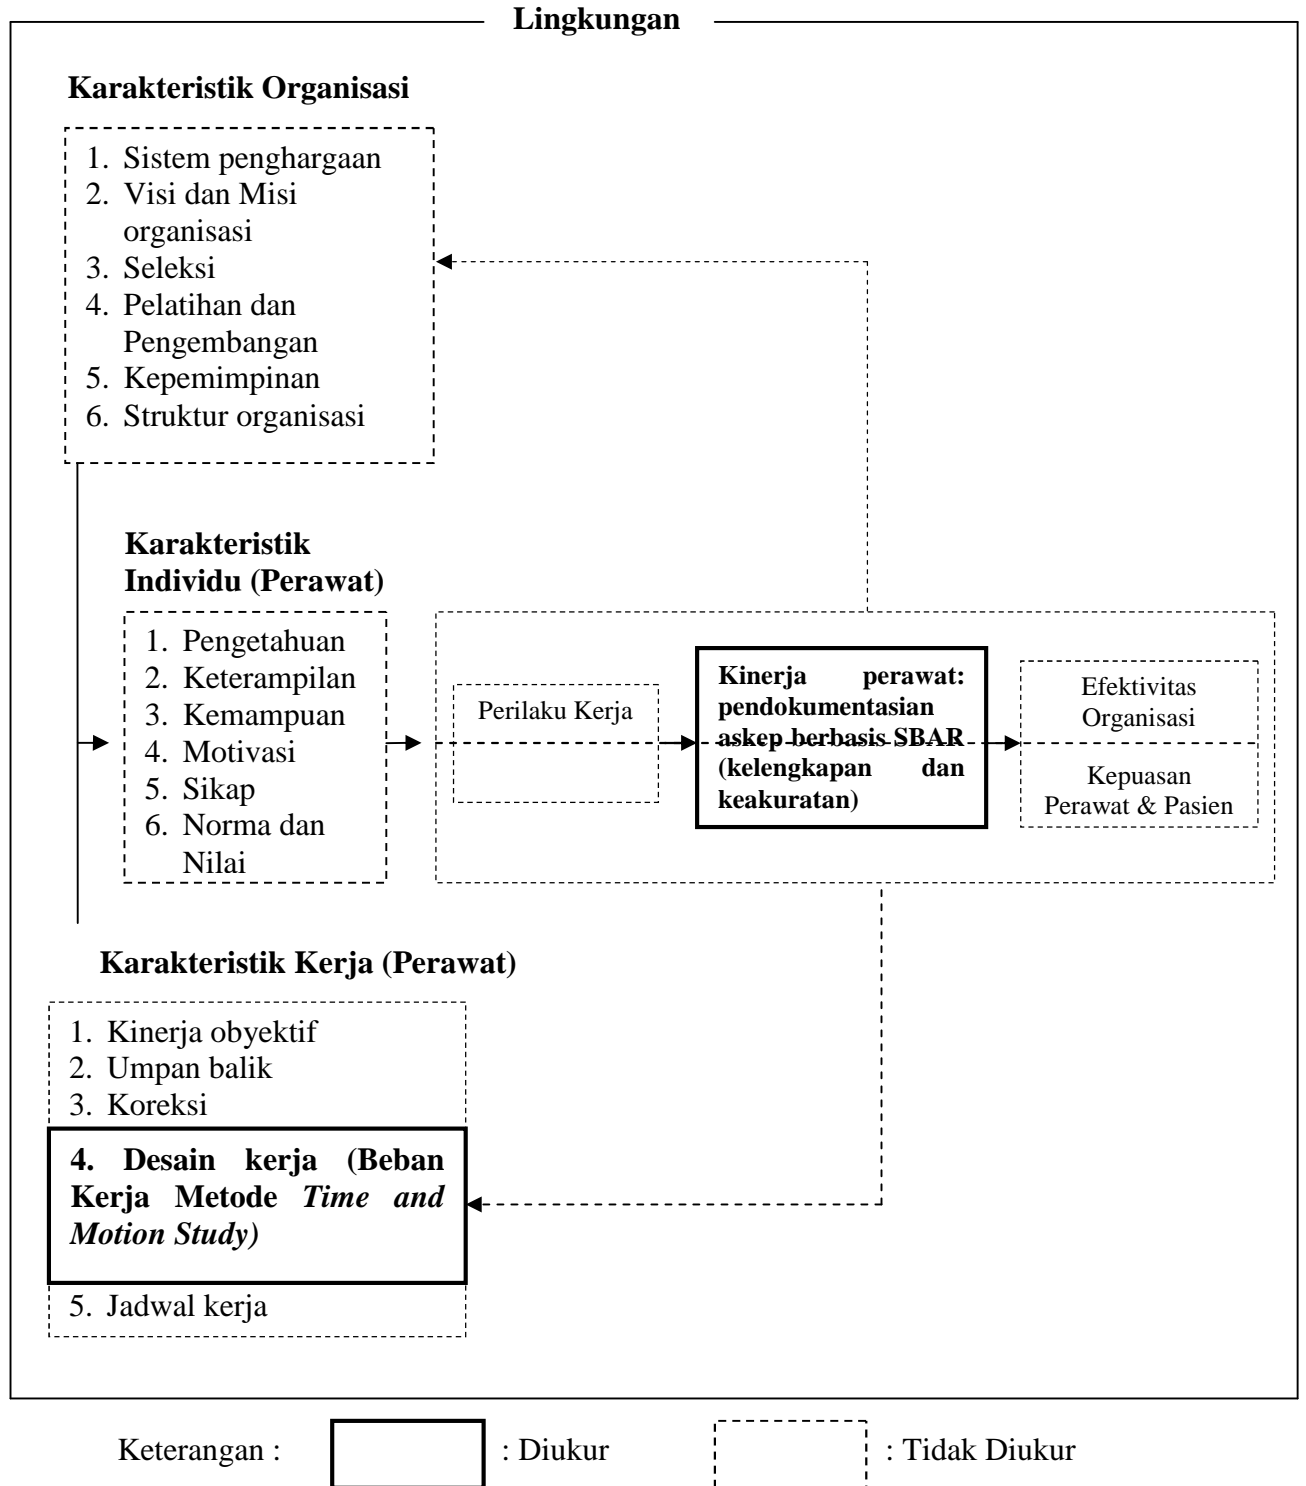 Lingkungan
Karakteristik Organisasi
1. Sistem penghargaan
2. Visi dan Misi
organisasi
3. Seleksi
4. Pelatihan dan
Pengembangan
5. Kepemimpinan
6. Struktur organisasi
Karakteristik
Individu (Perawat)
1. Pengetahuan
2. Keterampilan
3. Kemampuan
4. Motivasi
5. Sikap
6. Norma dan
Nilai
Perilaku Kerja
Kinerja perawat:
pendokumentasian
askep berbasis SBAR
(kelengkapan dan
keakuratan)
Efektivitas
Organisasi
Kepuasan
Perawat & Pasien
Karakteristik Kerja (Perawat)
1. Kinerja obyektif
2. Umpan balik
3. Koreksi
4. Desain kerja (Beban
Kerja Metode Time and
Motion Study)
5. Jadwal kerja
Keterangan : : Diukur : Tidak Diukur